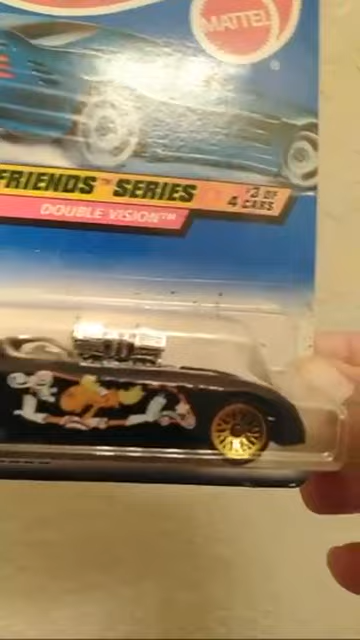 MATTEL
®
FRIENDS™ SERIES
#3 OF
4 CARS
DOUBLE VISION™